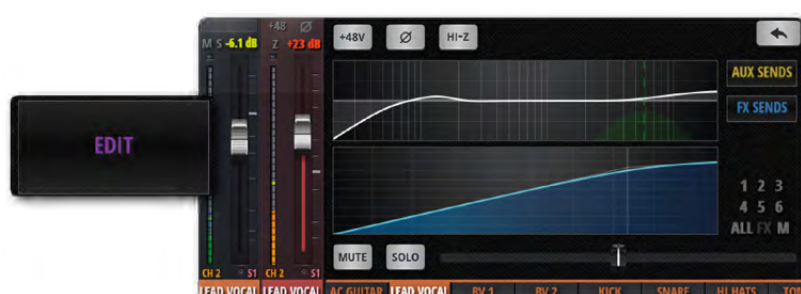 EDIT
M S -6.1 dB
+48 Ø
Z +23 dB
+48V
Ø
HI-Z
AUX SENDS
FX SENDS
1 2 3
4 5 6
ALL FX M
MUTE
SOLO
CH 2
S1
CH 2
S1
LEAD VOCAL
LEAD VOCAL
AC GUITAR
LEAD VOCAL
BV 1
BV 2
KICK
SNARE
HI HATS
TOM